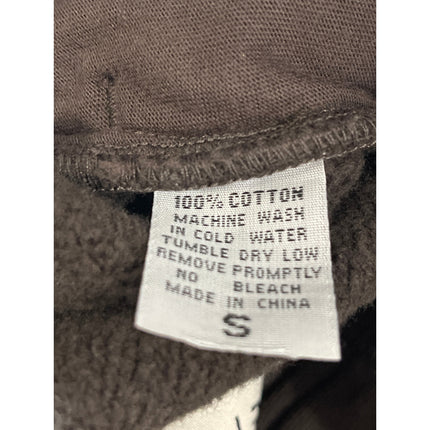 100% COTTON
MACHINE WASH
IN COLD WATER
TUMBLE DRY LOW
REMOVE PROMPTLY
NO BLEACH
MADE IN CHINA
S